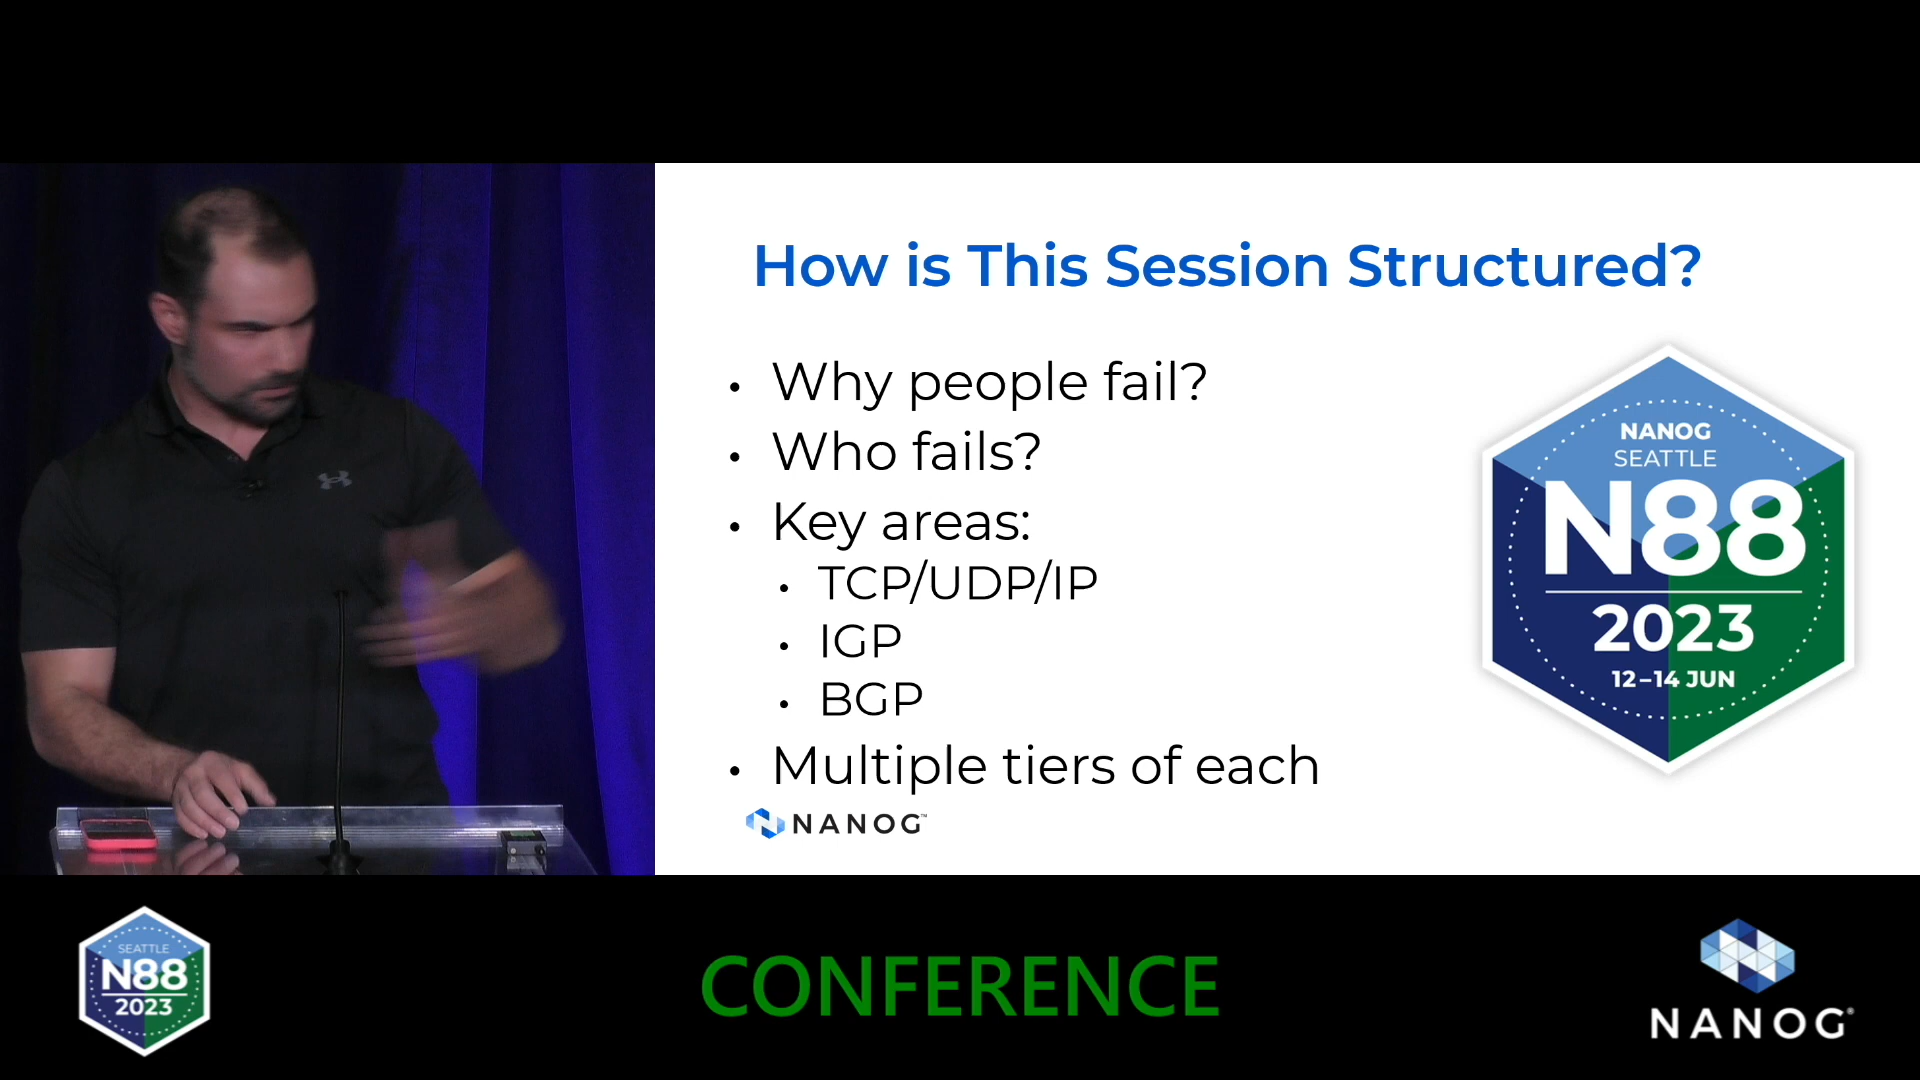 How is This Session Structured?
• Why people fail?
• Who fails?
• Key areas:
• TCP/UDP/IP
• IGP
• BGP
• Multiple tiers of each
NANOG™
NANOG
SEATTLE
N88
2023
12–14 JUN
SEATTLE
N88
2023
CONFERENCE
NANOG®